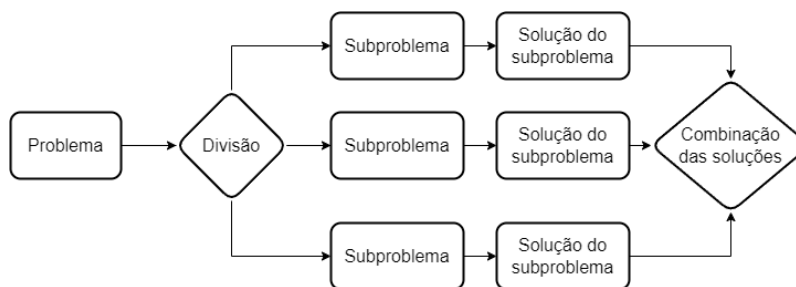 Problema
Divisão
Subproblema
Solução do
subproblema
Subproblema
Solução do
subproblema
Subproblema
Solução do
subproblema
Combinação
das soluções